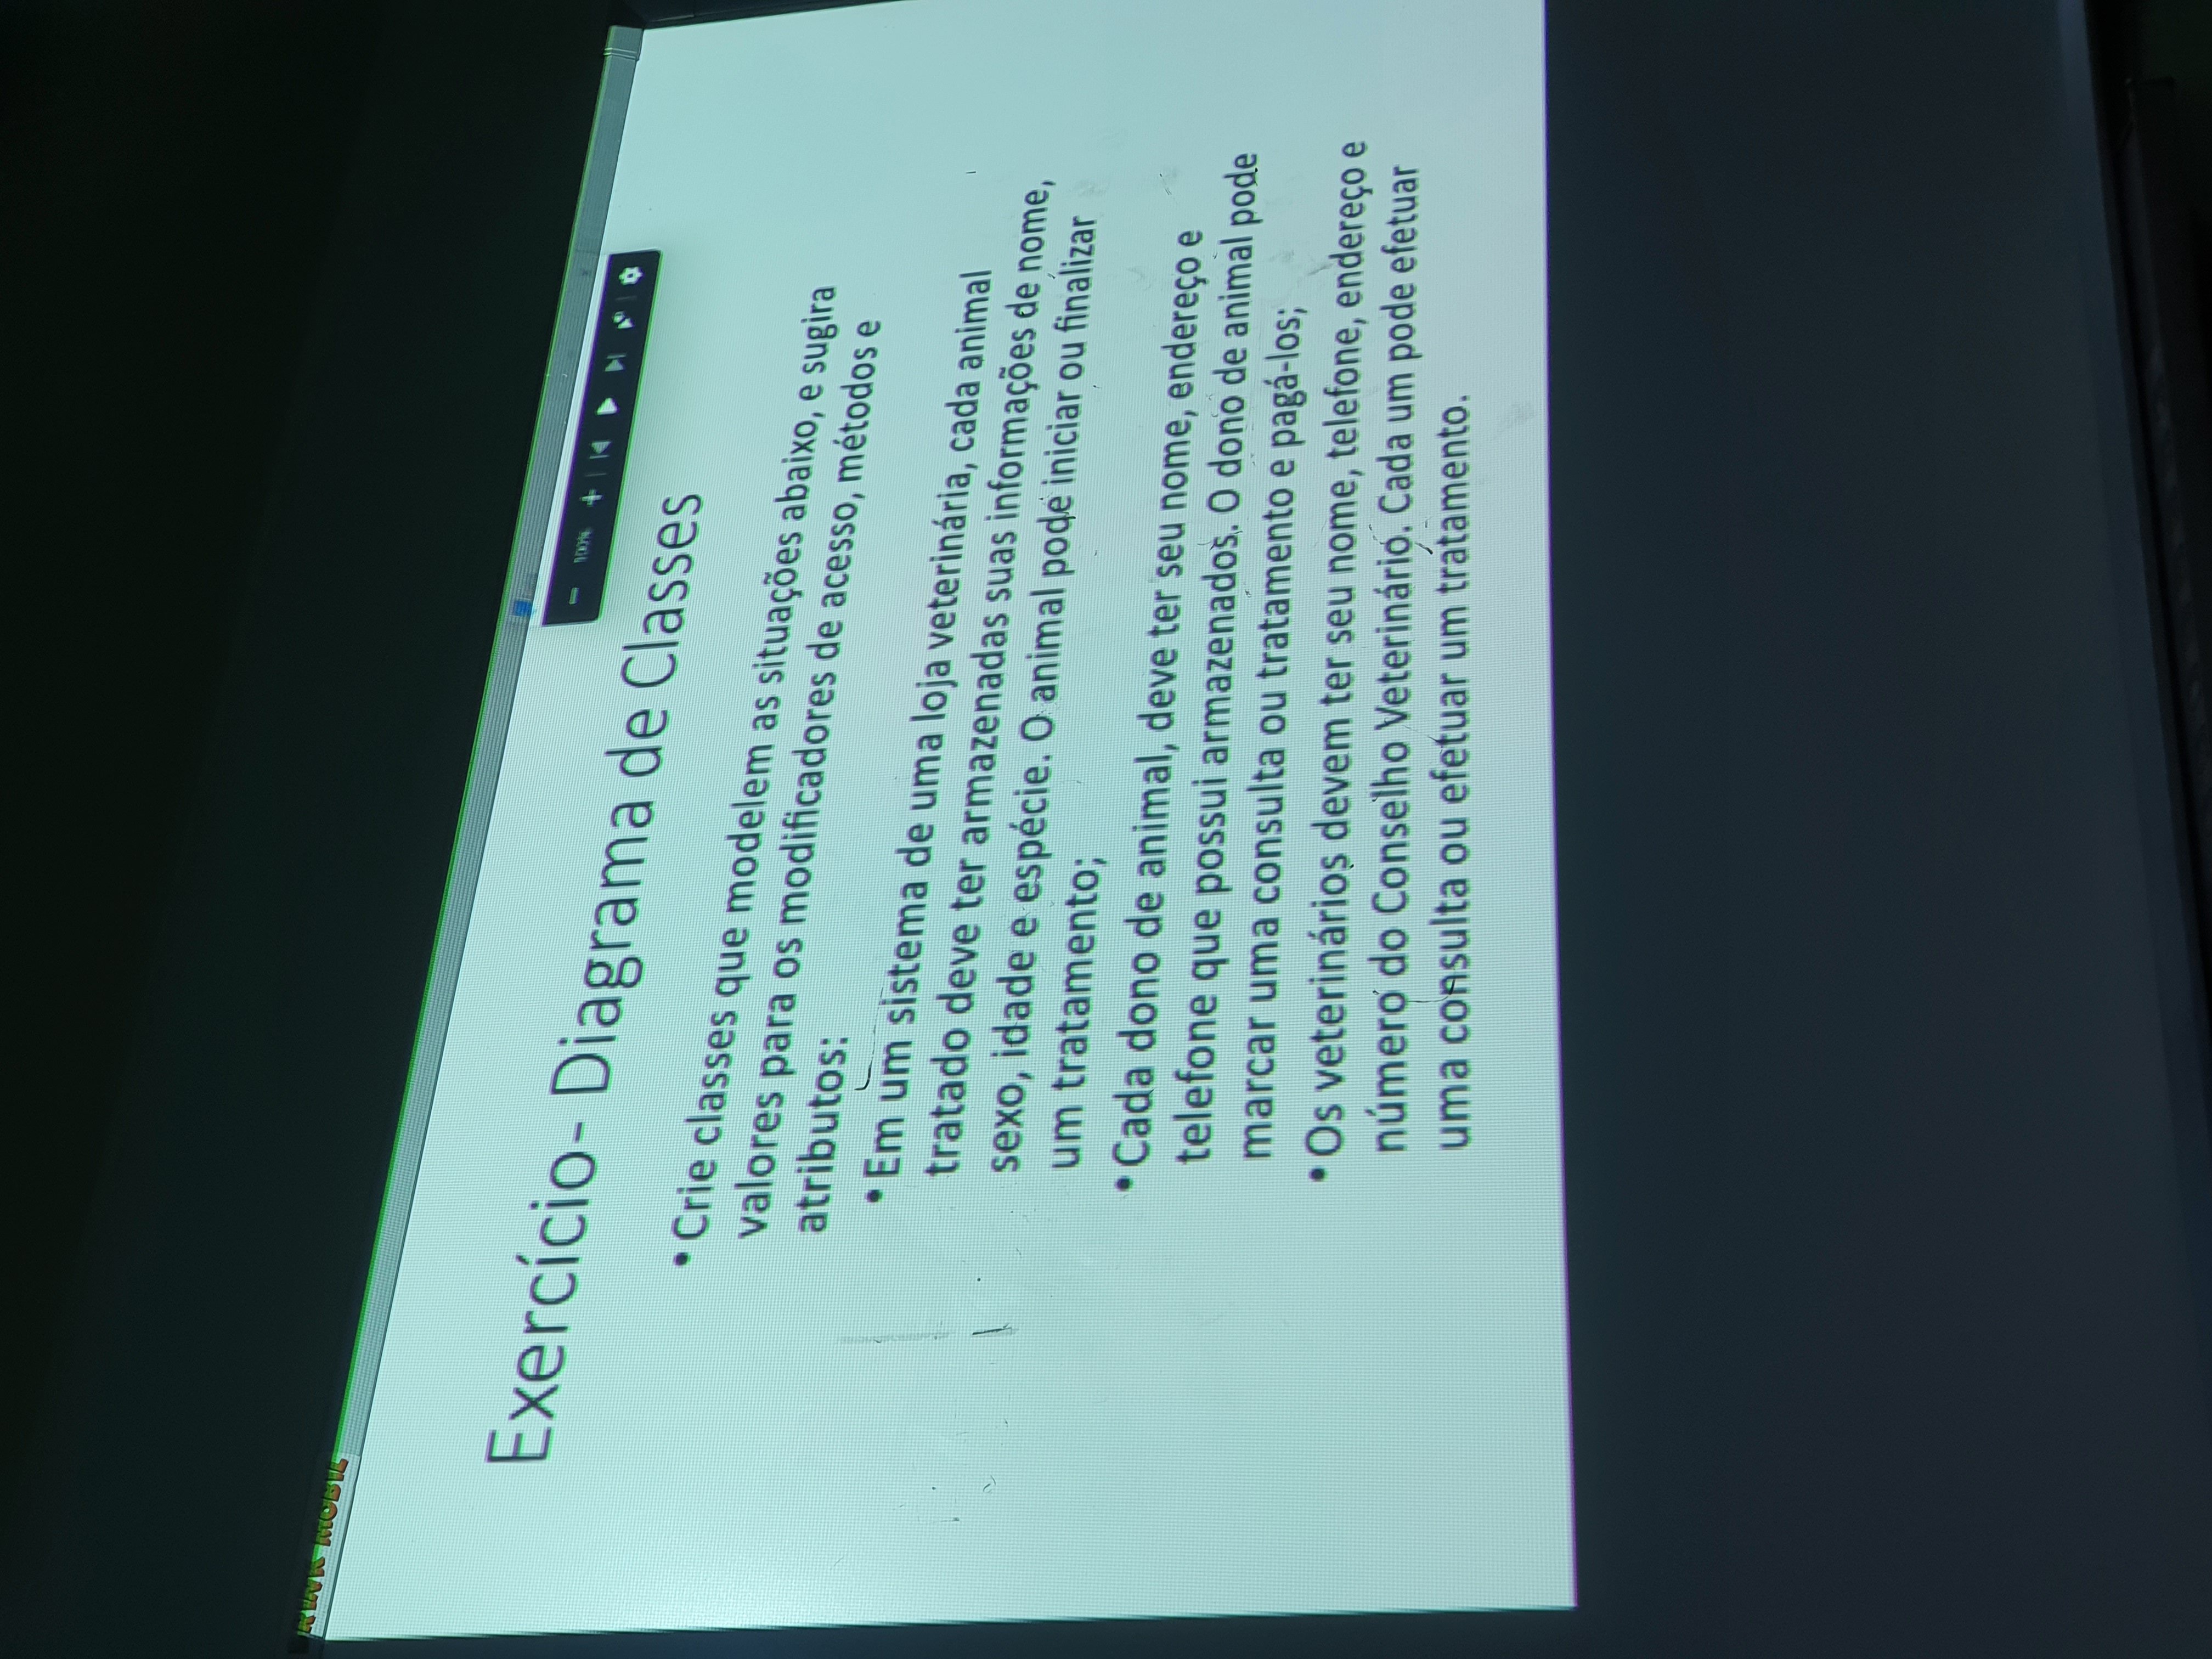 RINK MOBIL
100%
Exercício- Diagrama de Classes
• Crie classes que modelem as situações abaixo, e sugira
valores para os modificadores de acesso, métodos e
atributos:
• Em um sistema de uma loja veterinária, cada animal
tratado deve ter armazenadas suas informações de nome,
sexo, idade e espécie. O animal pode iniciar ou finalizar
um tratamento;
• Cada dono de animal, deve ter seu nome, endereço e
telefone que possui armazenados. O dono de animal pode
marcar uma consulta ou tratamento e pagá-los;
• Os veterinários devem ter seu nome, telefone, endereço e
número do Conselho Veterinário. Cada um pode efetuar
uma consulta ou efetuar um tratamento.